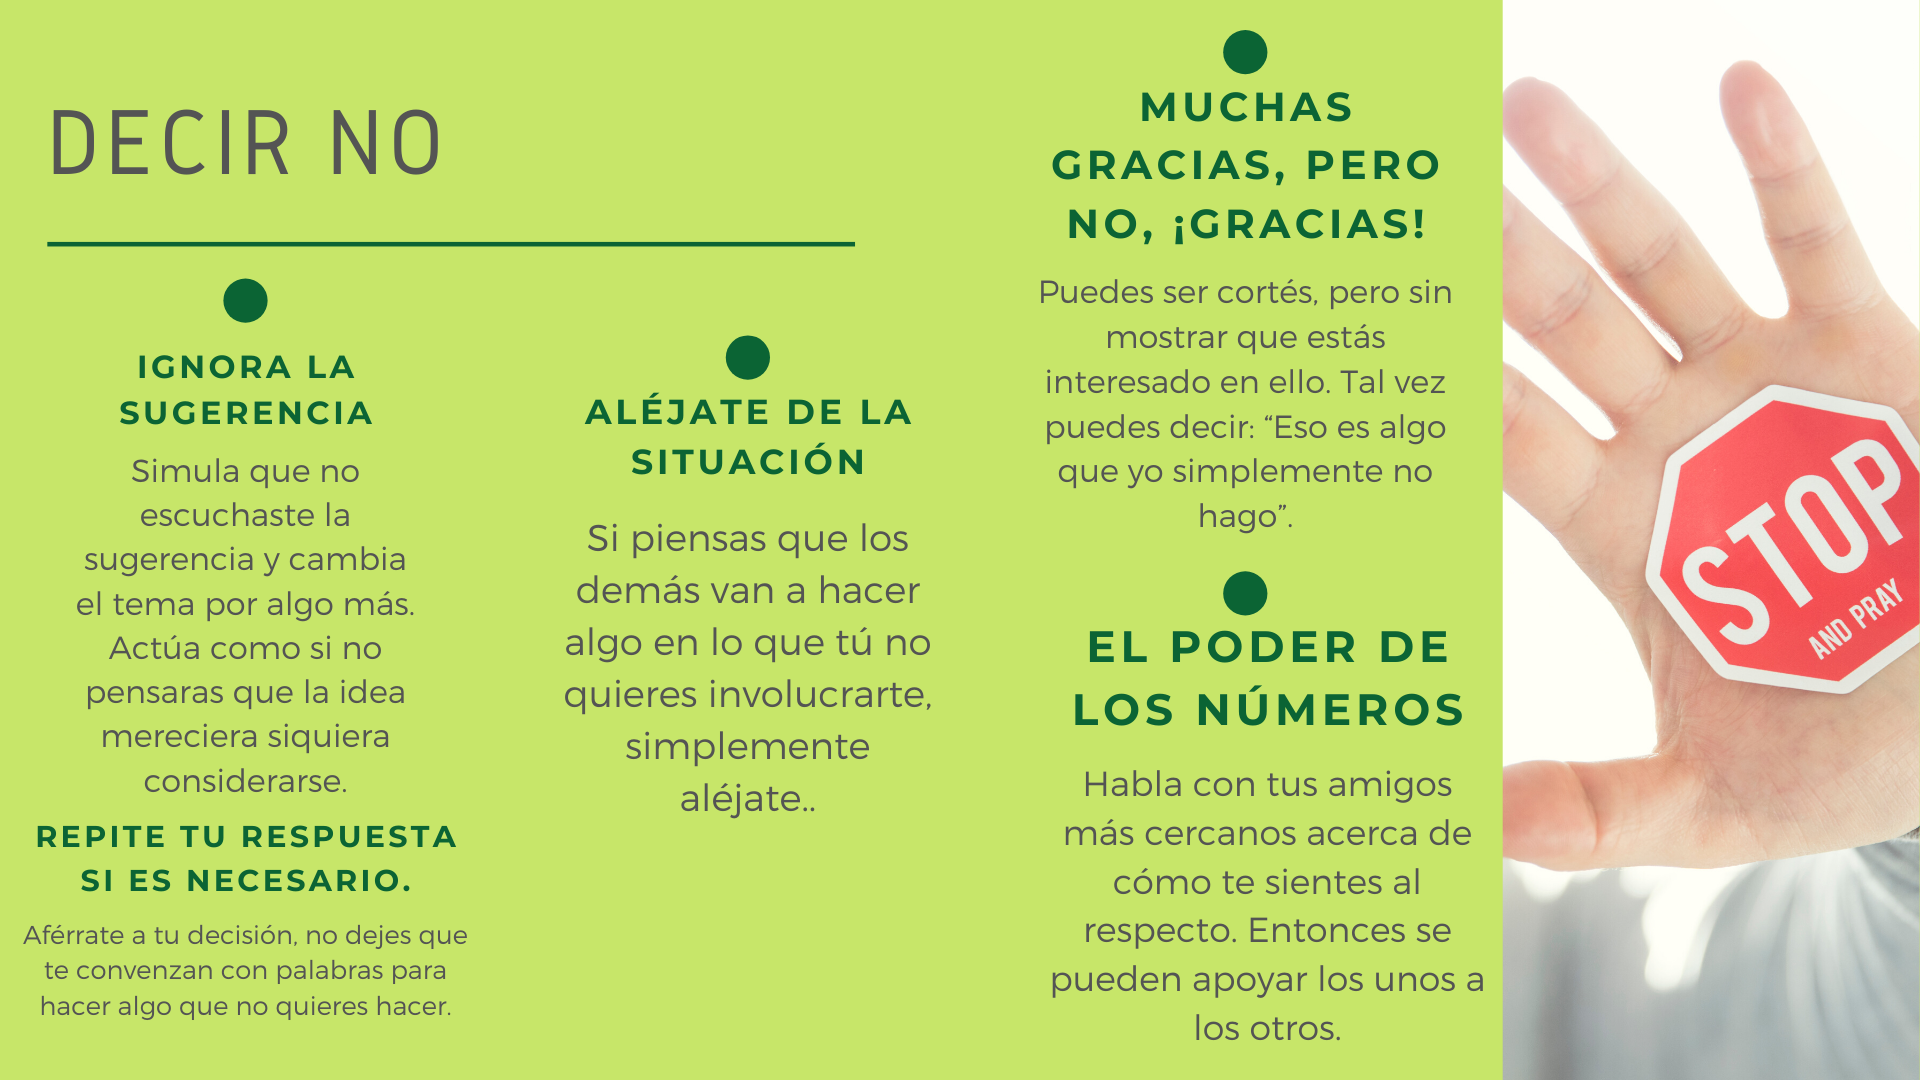 DECIR NO
IGNORA LA
SUGERENCIA
Simula que no
escuchaste la
sugerencia y cambia
el tema por algo más.
Actúa como si no
pensaras que la idea
mereciera siquiera
considerarse.
REPITE TU RESPUESTA
SI ES NECESARIO.
Aférrate a tu decisión, no dejes que
te convenzan con palabras para
hacer algo que no quieres hacer.
ALÉJATE DE LA
SITUACIÓN
Si piensas que los
demás van a hacer
algo en lo que tú no
quieres involucrarte,
simplemente
aléjate..
MUCHAS
GRACIAS, PERO
NO, ¡GRACIAS!
Puedes ser cortés, pero sin
mostrar que estás
interesado en ello. Tal vez
puedes decir: “Eso es algo
que yo simplemente no
hago”.
EL PODER DE
LOS NÚMEROS
Habla con tus amigos
más cercanos acerca de
cómo te sientes al
respecto. Entonces se
pueden apoyar los unos a
los otros.
STOP
AND PRAY